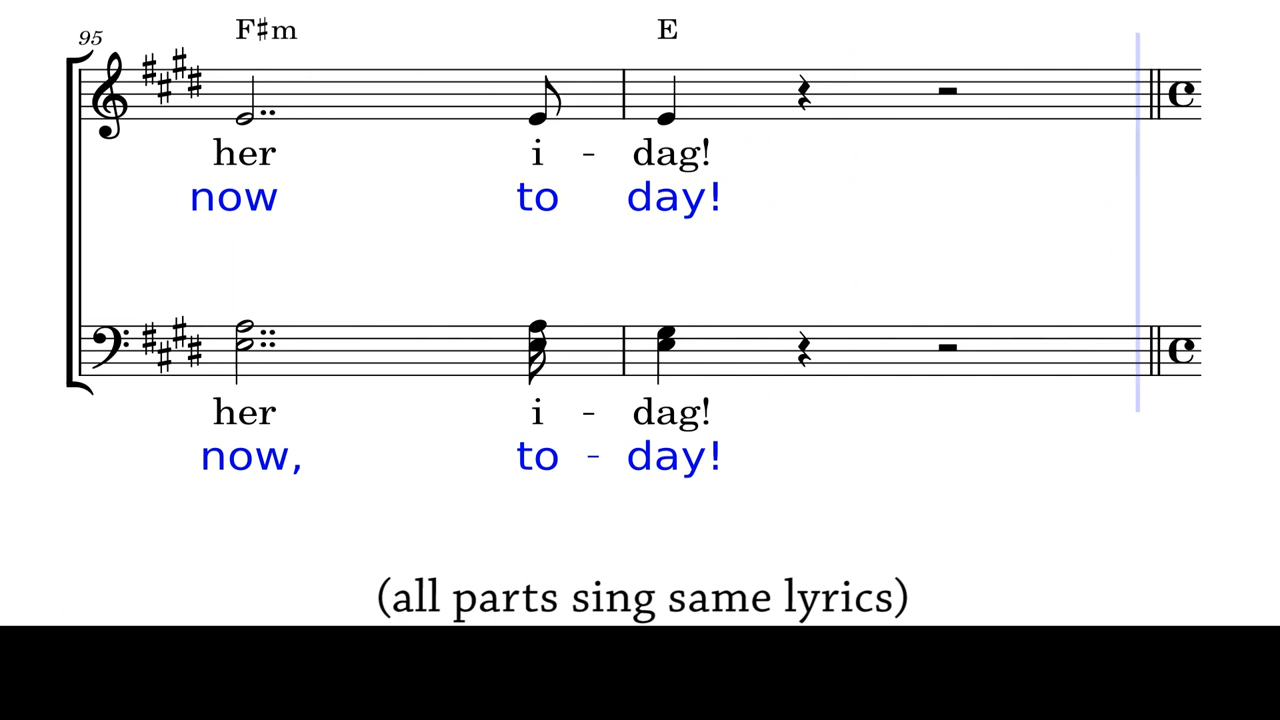 95 F♯m E
her i - dag!
now to day!
her i - dag!
now, to - day!
(all parts sing same lyrics)